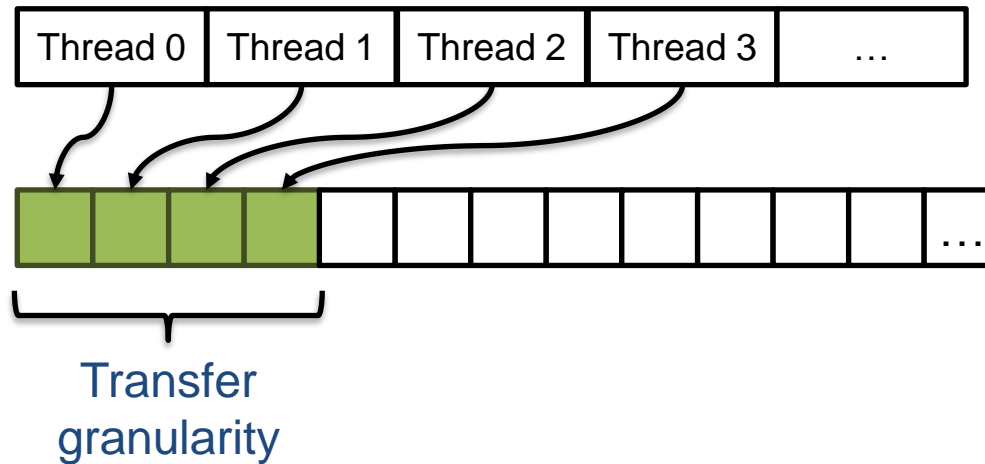 Thread 0 Thread 1 Thread 2 Thread 3 …
…
Transfer
granularity